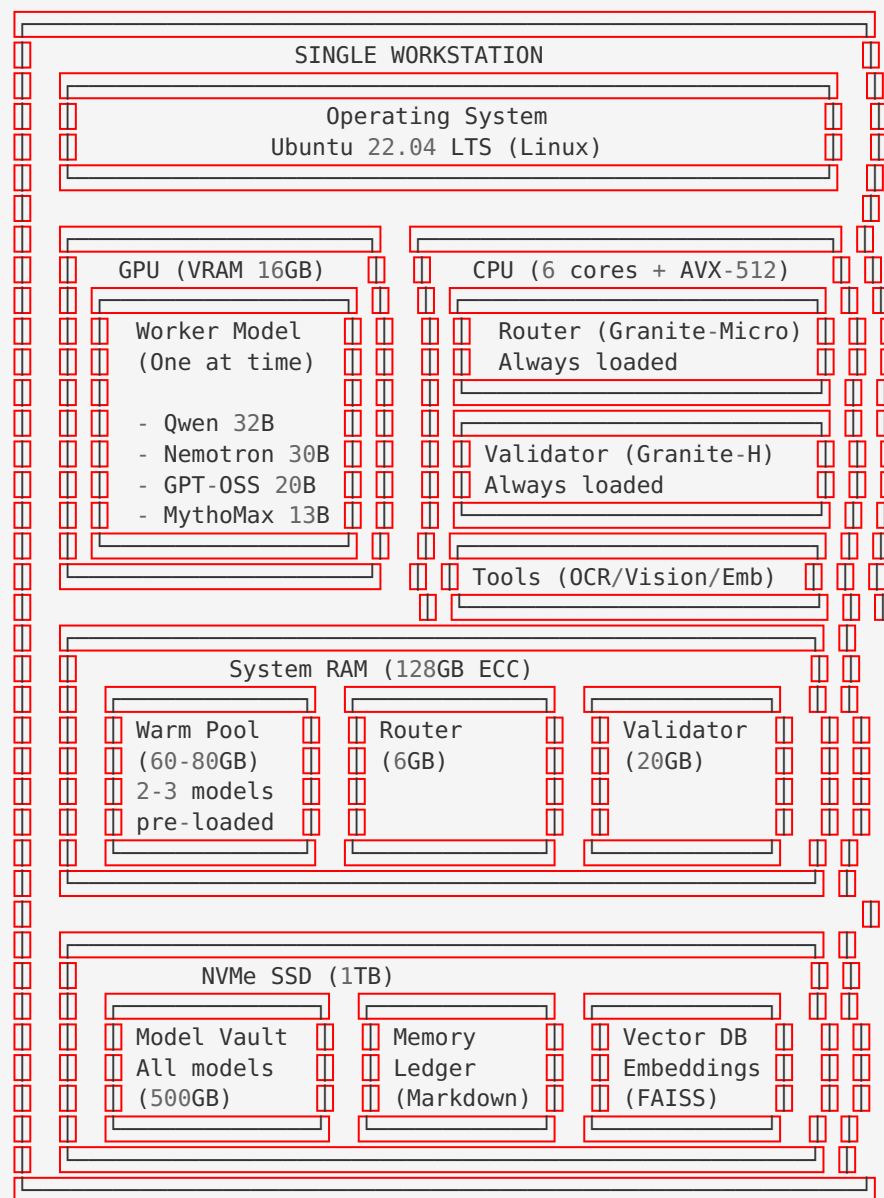 SINGLE WORKSTATION
Operating System
Ubuntu 22.04 LTS (Linux)
GPU (VRAM 16GB)
CPU (6 cores + AVX-512)
Worker Model
Router (Granite-Micro)
(One at time)
Always loaded
- Qwen 32B
- Nemotron 30B
Validator (Granite-H)
- GPT-OSS 20B
Always loaded
- MythoMax 13B
Tools (OCR/Vision/Emb)
System RAM (128GB ECC)
Warm Pool
Router
Validator
(60-80GB)
(6GB)
(20GB)
2-3 models
pre-loaded
NVMe SSD (1TB)
Model Vault
Memory
Vector DB
All models
Ledger
Embeddings
(500GB)
(Markdown)
(FAISS)